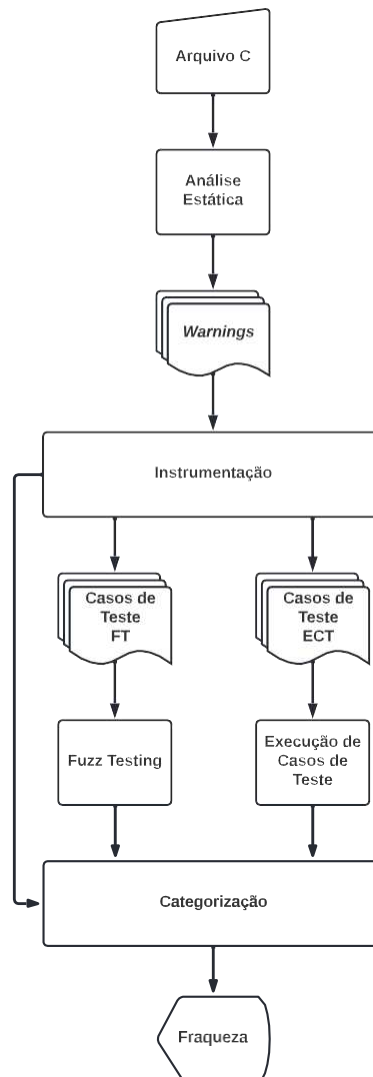 Arquivo C
Análise
Estática
Warnings
Instrumentação
Casos de
Teste
FT
Casos de
Teste
ECT
Fuzz Testing
Execução de
Casos de
Teste
Categorização
Fraqueza